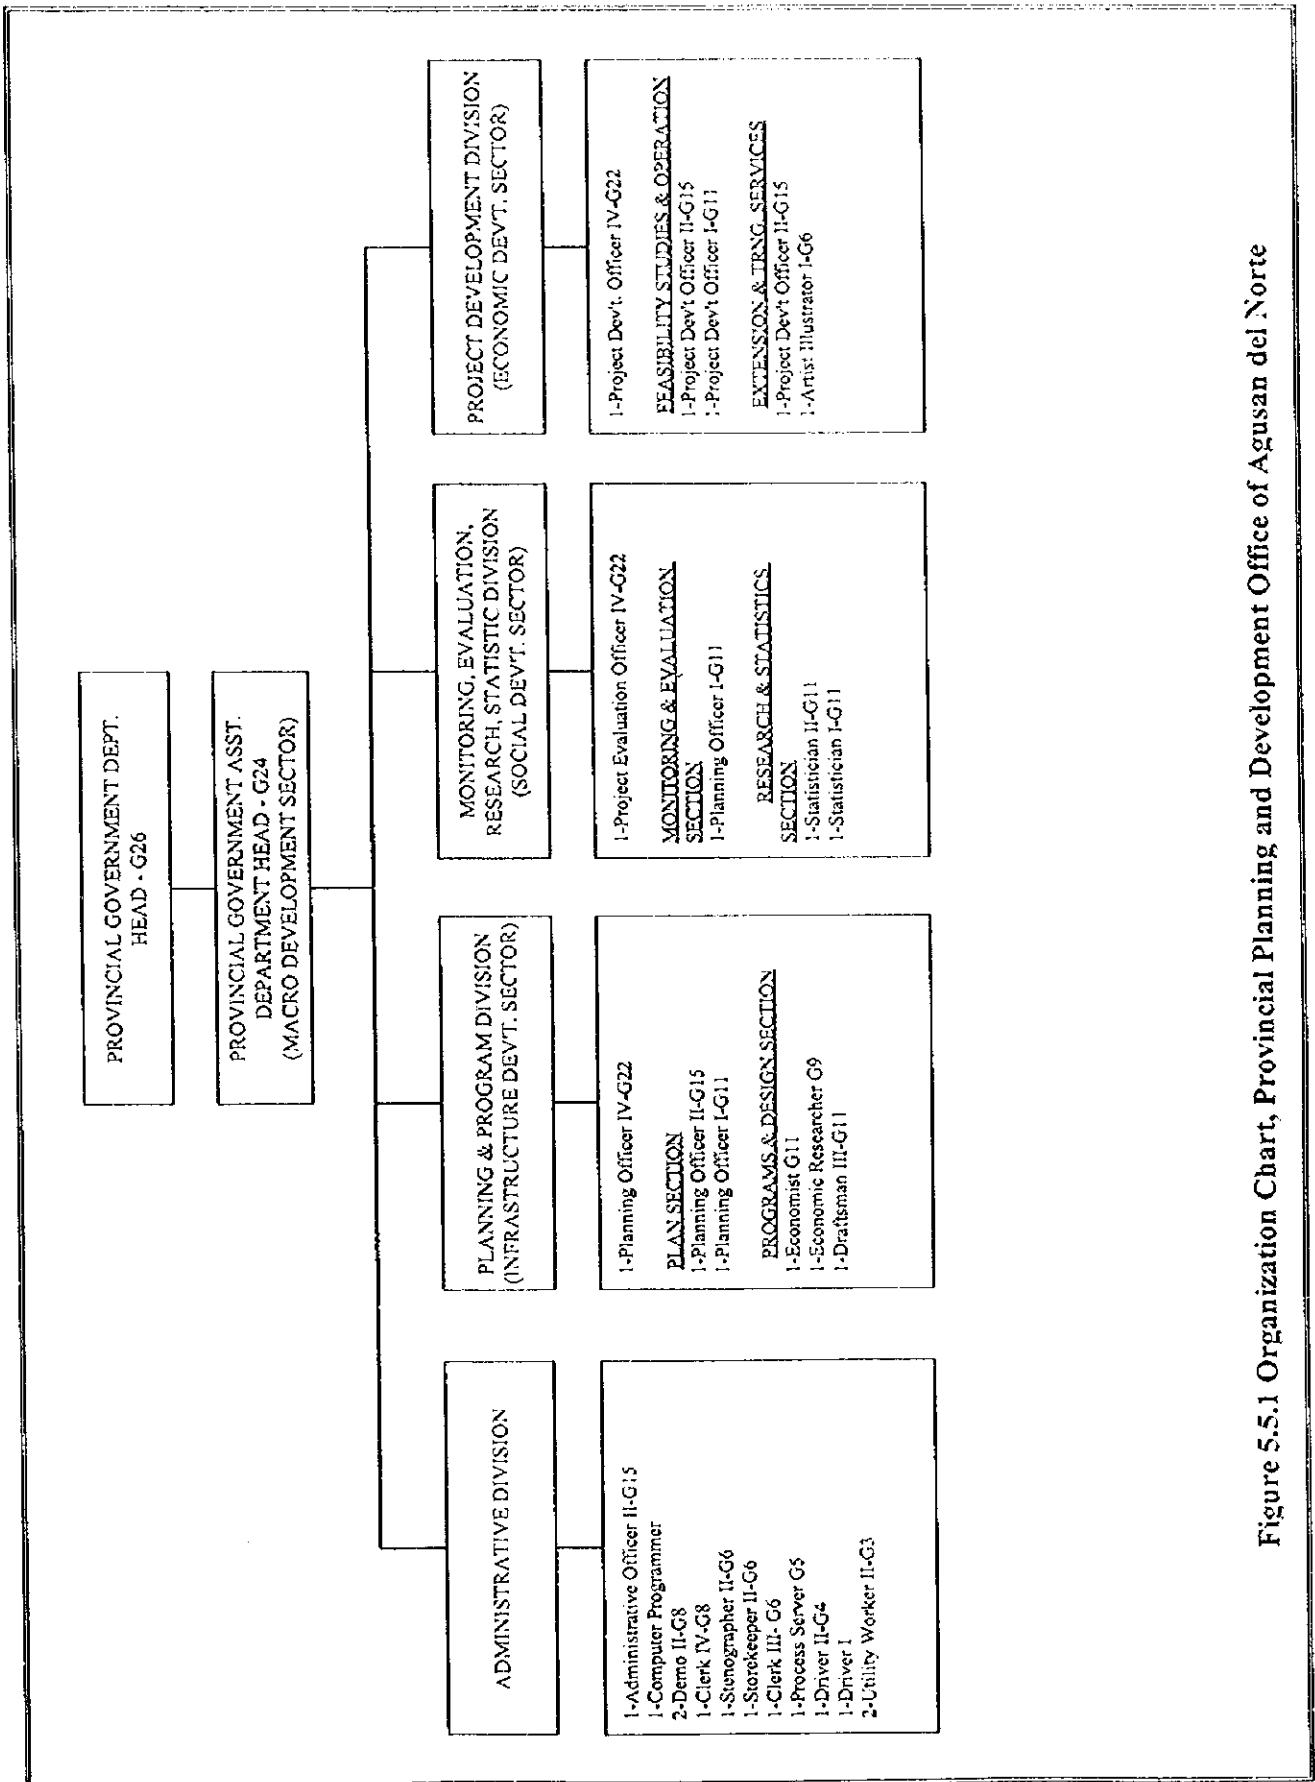 PROVINCIAL GOVERNMENT DEPT.
HEAD - G26
PROVINCIAL GOVERNMENT ASST.
DEPARTMENT HEAD - G24
(MACRO DEVELOPMENT SECTOR)
ADMINISTRATIVE DIVISION
1-Administrative Officer II-G15
1-Computer Programmer
2-Demo II-G8
1-Clerk IV-G8
1-Stenographer II-G6
1-Storekeeper II-G6
1-Clerk III- G6
1-Process Server G5
1-Driver II-G4
1-Driver I
2-Utility Worker II-G3
PLANNING & PROGRAM DIVISION
(INFRASTRUCTURE DEVT. SECTOR)
1-Planning Officer IV-G22
PLAN SECTION
1-Planning Officer II-G15
1-Planning Officer I-G11
PROGRAMS & DESIGN SECTION
1-Economist G11
1-Economic Researcher G9
1-Draftsman III-G11
MONITORING, EVALUATION,
RESEARCH, STATISTIC DIVISION
(SOCIAL DEV'T. SECTOR)
1-Project Evaluation Officer IV-G22
MONITORING & EVALUATION
SECTION
1-Planning Officer I-G11
RESEARCH & STATISTICS
SECTION
1-Statistician II-G11
1-Statistician I-G11
PROJECT DEVELOPMENT DIVISION
(ECONOMIC DEV'T. SECTOR)
1-Project Dev't. Officer IV-G22
FEASIBILITY STUDIES & OPERATION
1-Project Dev't Officer II-G15
1-Project Dev't Officer I-G11
EXTENSION & TRNG. SERVICES
1-Project Dev't Officer II-G15
1-Artist Illustrator I-G6
Figure 5.5.1 Organization Chart, Provincial Planning and Development Office of Agusan del Norte